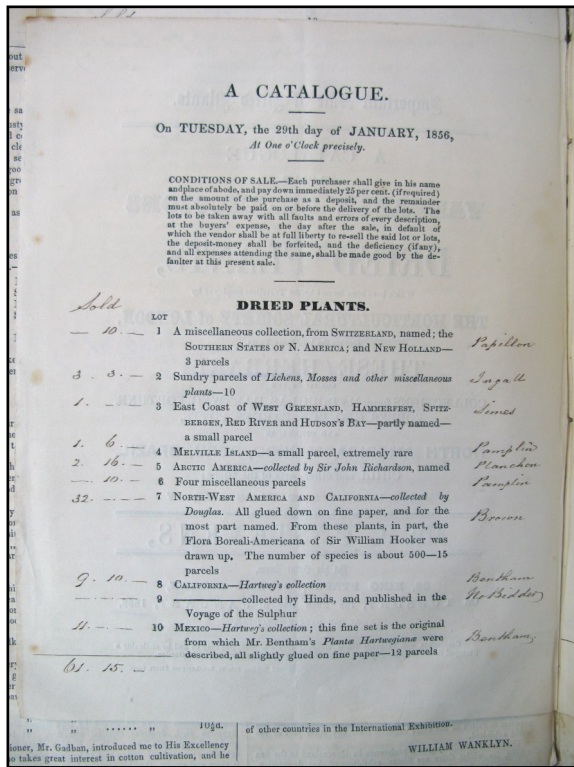 A CATALOGUE.
On TUESDAY, the 29th day of JANUARY, 1856,
At One o'Clock precisely.
CONDITIONS OF SALE.—Each purchaser shall give in his name
and place of abode, and pay down immediately 25 per cent. (if required)
on the amount of the purchase as a deposit, and the remainder
must absolutely be paid on or before the delivery of the lots. The
lots to be taken away with all faults and errors of every description,
at the buyers' expense, the day after the sale, in default of
which the vendor shall be at full liberty to re-sell the said lot or lots,
the deposit-money shall be forfeited, and the deficiency (if any),
and all expenses attending the same, shall be made good by the de-
faulter at this present sale.
DRIED PLANTS.
Sold
LOT
— 10. — 1 A miscellaneous collection, from SWITZERLAND, named; the
SOUTHERN STATES OF N. AMERICA; and NEW HOLLAND— Papillon
3 parcels
3. 3. — 2 Sundry parcels of Lichens, Mosses and other miscellaneous Ingall
plants—10
1. — — 3 East Coast of WEST GREENLAND, HAMMERFEST, SPITZ- Simes
BERGEN, RED RIVER and HUDSON'S BAY—partly named—
a small parcel
1. 6. — 4 MELVILLE ISLAND—a small parcel, extremely rare Pamplin
2. 16. — 5 ARCTIC AMERICA—collected by Sir John Richardson, named Planchon
— 10. — 6 Four miscellaneous parcels Pamplin
32. — — 7 NORTH-WEST AMERICA AND CALIFORNIA—collected by
Douglas. All glued down on fine paper, and for the Brown
most part named. From these plants, in part, the
Flora Boreali-Americana of Sir William Hooker was
drawn up. The number of species is about 500—15
parcels
9. 10. — 8 CALIFORNIA—Hartweg's collection Bentham
— — — 9 ————collected by Hinds, and published in the No Bidder
Voyage of the Sulphur
11. — — 10 MEXICO—Hartweg's collection; this fine set is the original
from which Mr. Bentham's Plantæ Hartwegianæ were Bentham
described, all slightly glued on fine paper—12 parcels
61. 15. —
„ „ ...... „ 10½d.
of other countries in the International Exhibition.
ioner, Mr. Gadban, introduced me to His Excellency
o takes great interest in cotton cultivation, and he
WILLIAM WANKLYN.